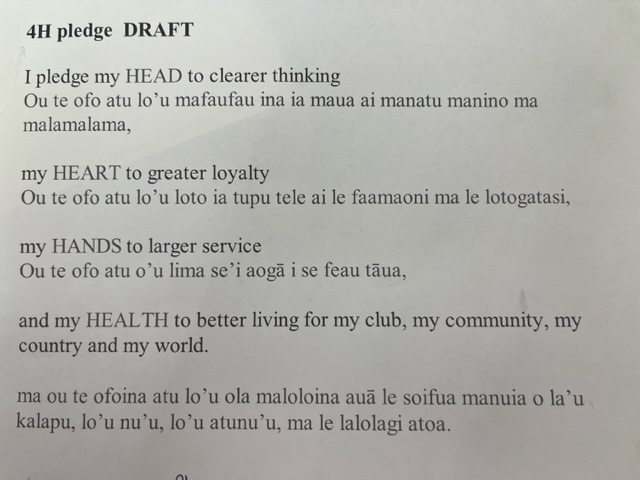 4H pledge DRAFT
I pledge my HEAD to clearer thinking
Ou te ofo atu lo’u mafaufau ina ia maua ai manatu manino ma
malamalama,
my HEART to greater loyalty
Ou te ofo atu lo’u loto ia tupu tele ai le faamaoni ma le lotogatasi,
my HANDS to larger service
Ou te ofo atu o’u lima se’i aogā i se feau tāua,
and my HEALTH to better living for my club, my community, my
country and my world.
ma ou te ofoina atu lo’u ola maloloina auā le soifua manuia o la’u
kalapu, lo’u nu’u, lo’u atunu’u, ma le lalolagi atoa.